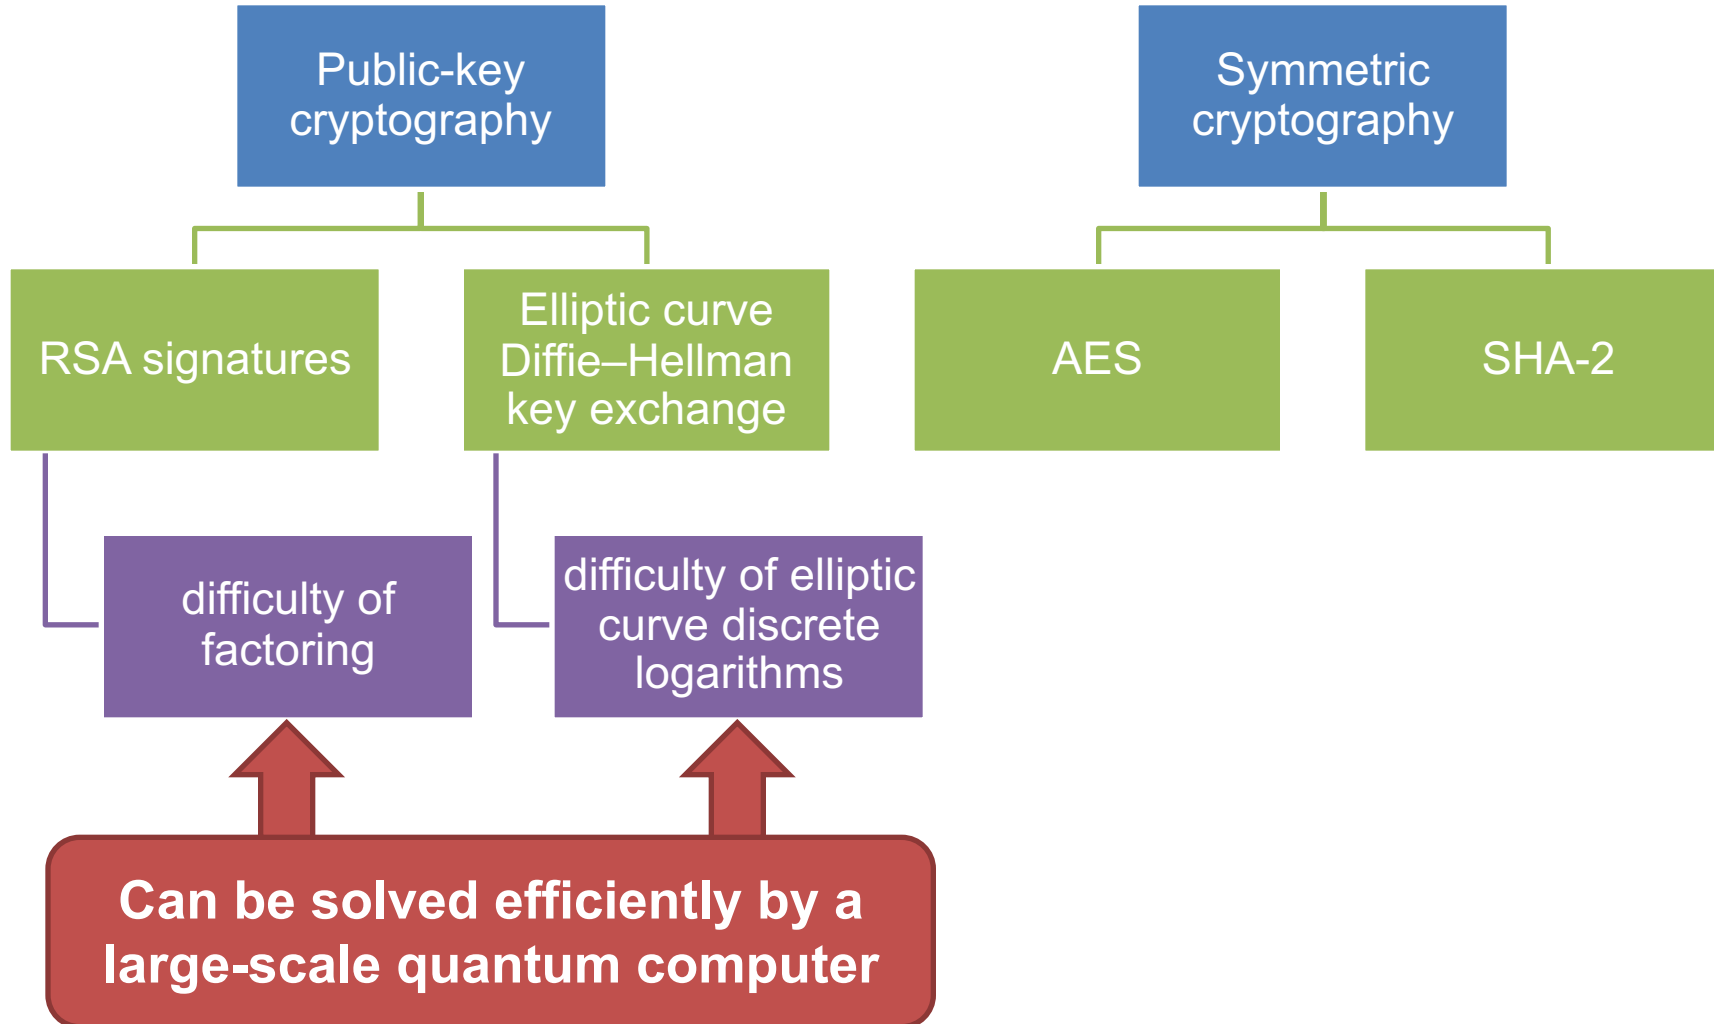 Public-key
cryptography
Symmetric
cryptography
RSA signatures
Elliptic curve
Diffie–Hellman
key exchange
AES
SHA-2
difficulty of
factoring
difficulty of elliptic
curve discrete
logarithms
Can be solved efficiently by a
large-scale quantum computer